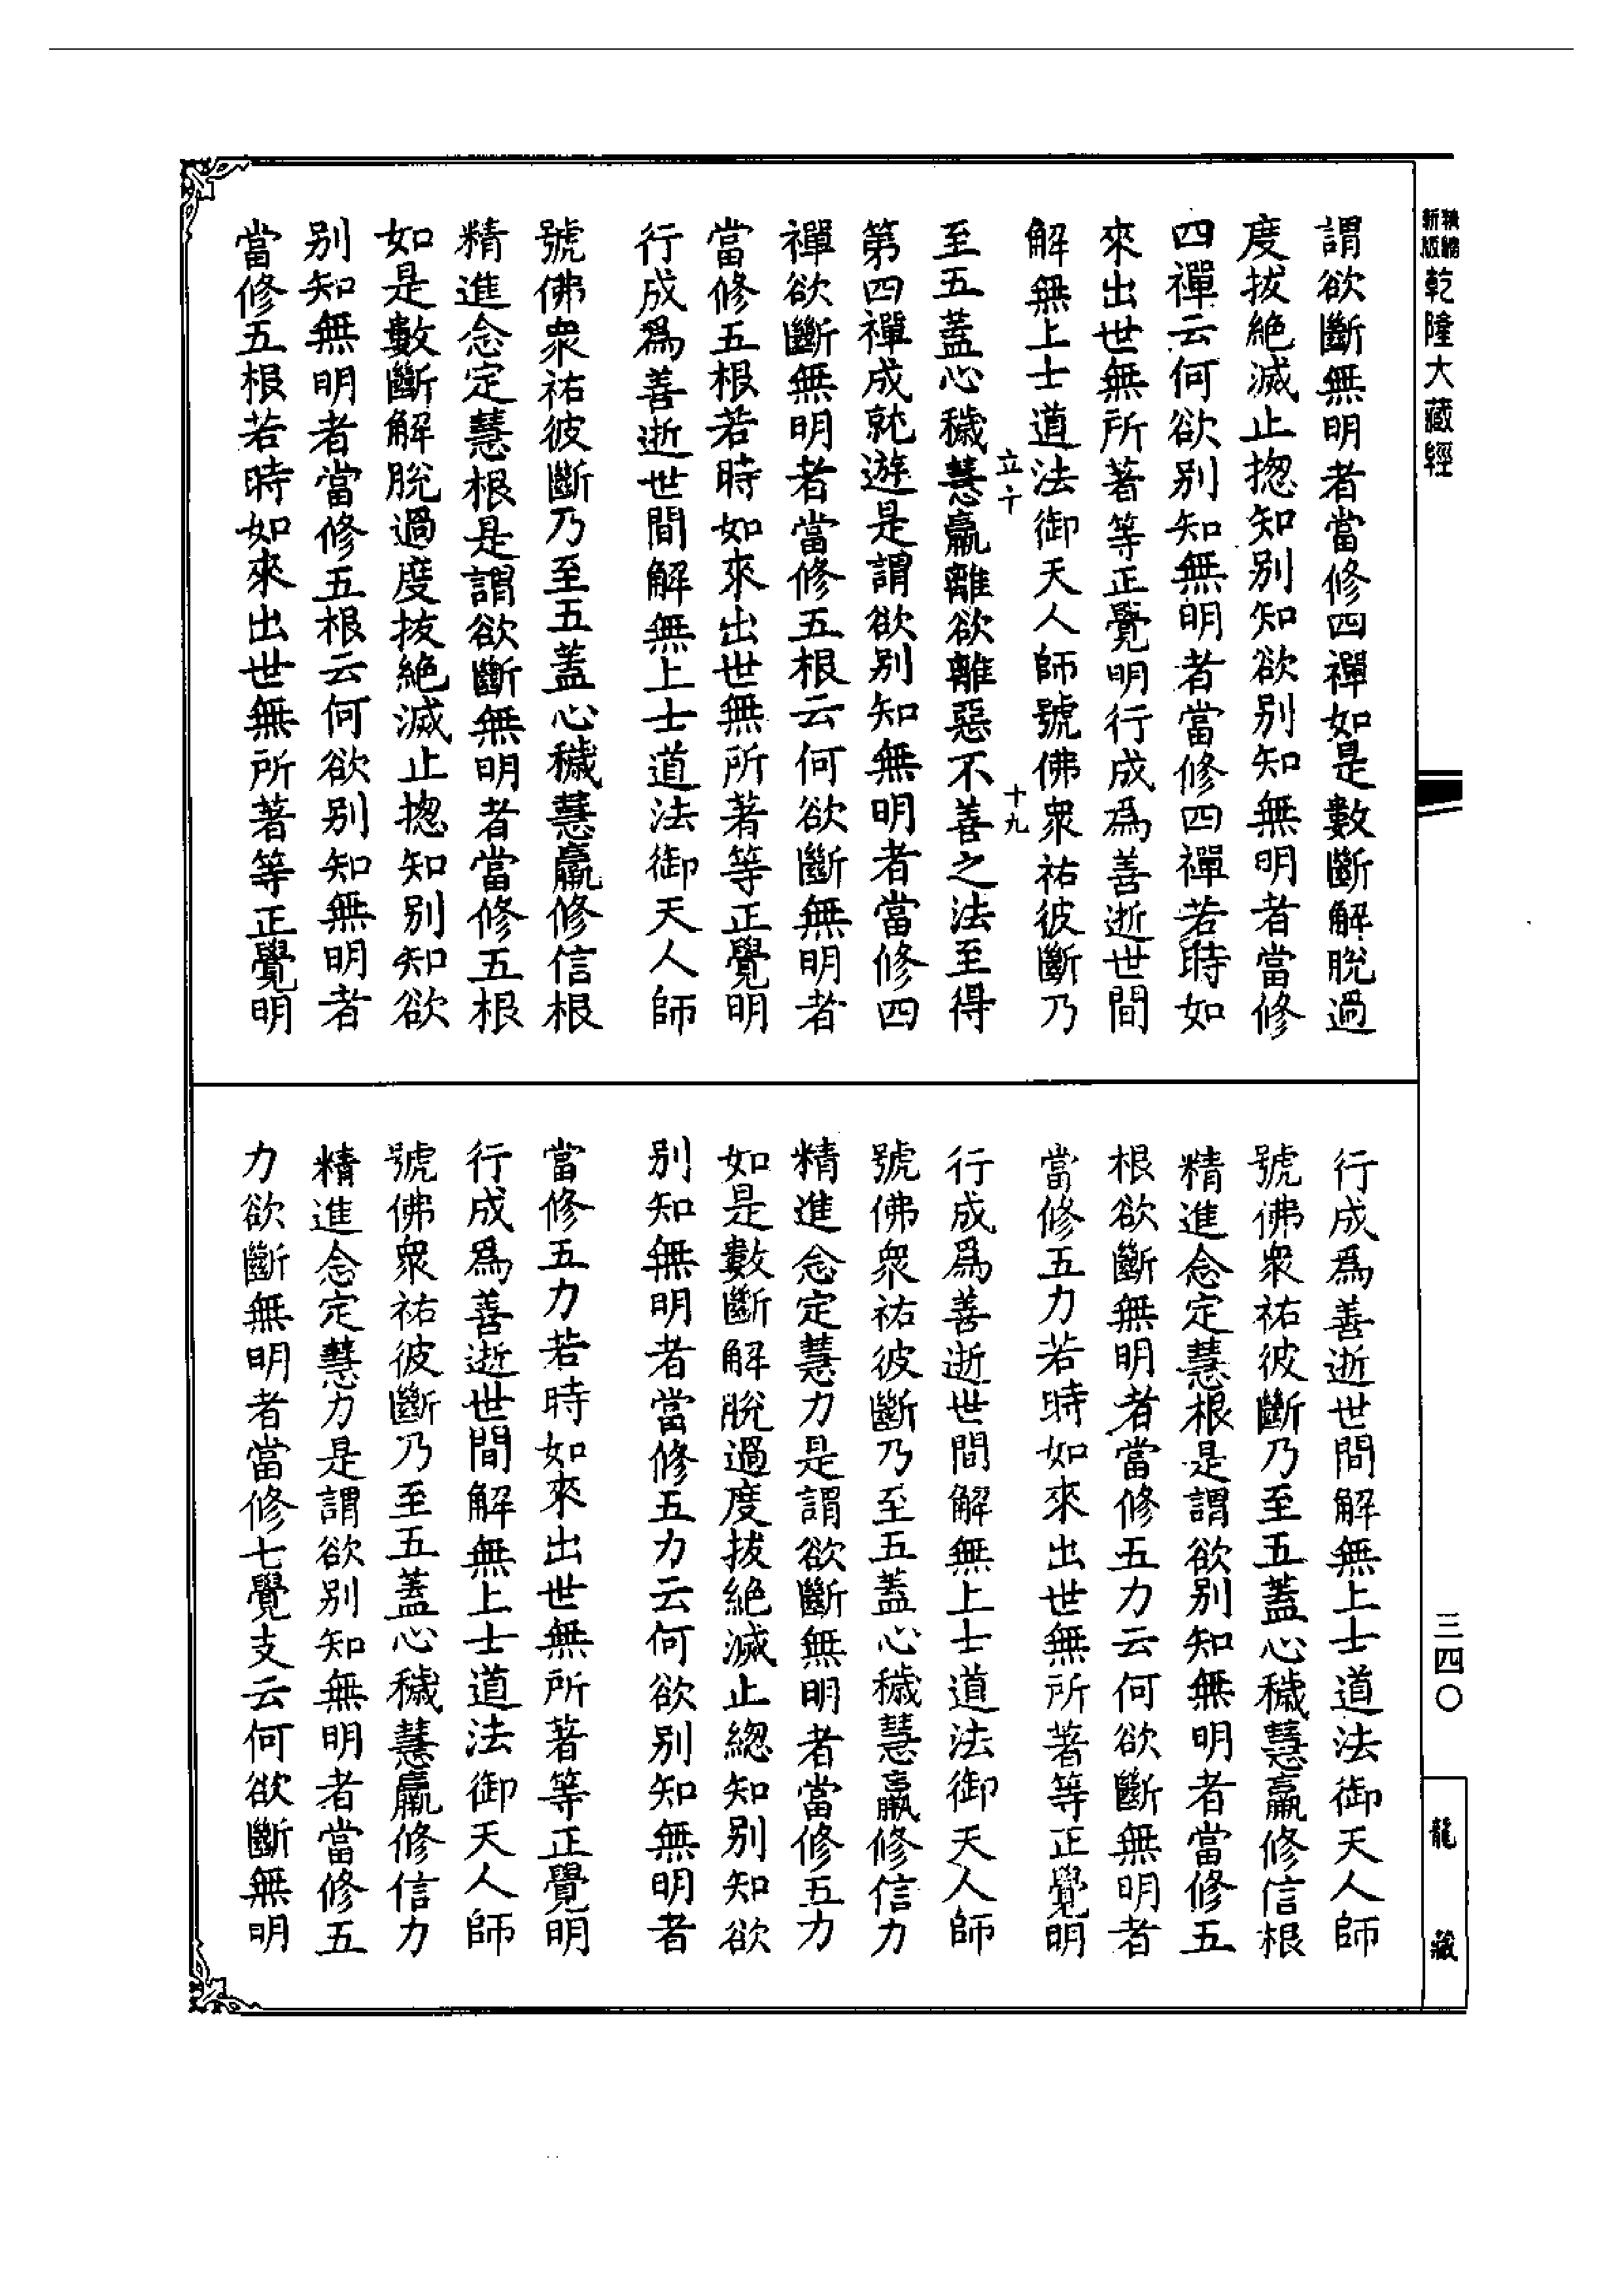 新版
乾隆大藏經
謂欲斷無明者當修四禪如是數斷解脫過
度拔絕滅止揔知別知欲別知無明者當修
四禪云何欲別知無明者當修四禪若時如
來出世無所著等正覺明行成為善逝世間
解無上士道法御天人師號佛衆祐彼斷乃
十九
至五蓋心穢慧羸離欲離惡不善之法至得
第四禪成就遊是謂欲別知無明者當修四
禪欲斷無明者當修五根云何欲斷無明者
當修五根若時如來出世無所著等正覺明
行成爲善逝世間解無上士道法御天人師
號佛衆祐彼斷乃至五蓋心穢慧羸修信根
精進念定慧根是謂欲斷無明者當修五根
如是數斷解脫過度拔絕滅止揔知別知欲
別知無明者當修五根云何欲別知無明者
當修五根若時如來出世無所著等正覺明
行成爲善逝世間解無上士道法御天人師
號佛衆祐彼斷乃至五蓋心穢慧羸修信根
精進念定慧根是謂欲別知無明者當修五
根欲斷無明者當修五力云何欲斷無明者
當修五力若時如來出世無所著等正覺明
行成爲善逝世間解無上士道法御天人師
號佛衆祐彼斷乃至五蓋心穢慧羸修信力
精進念定慧力是謂欲斷無明者當修五力
如是數斷解脫過度拔絕滅止總知別知欲
別知無明者當修五力云何欲別知無明者
當修五力若時如來出世無所著等正覺明
行成爲善逝世間解無上士道法御天人師
號佛衆祐彼斷乃至五蓋心穢慧羸修信力
精進念定慧力是謂欲別知無明者當修五
力欲斷無明者當修七覺支云何欲斷無明
三四〇
龍藏